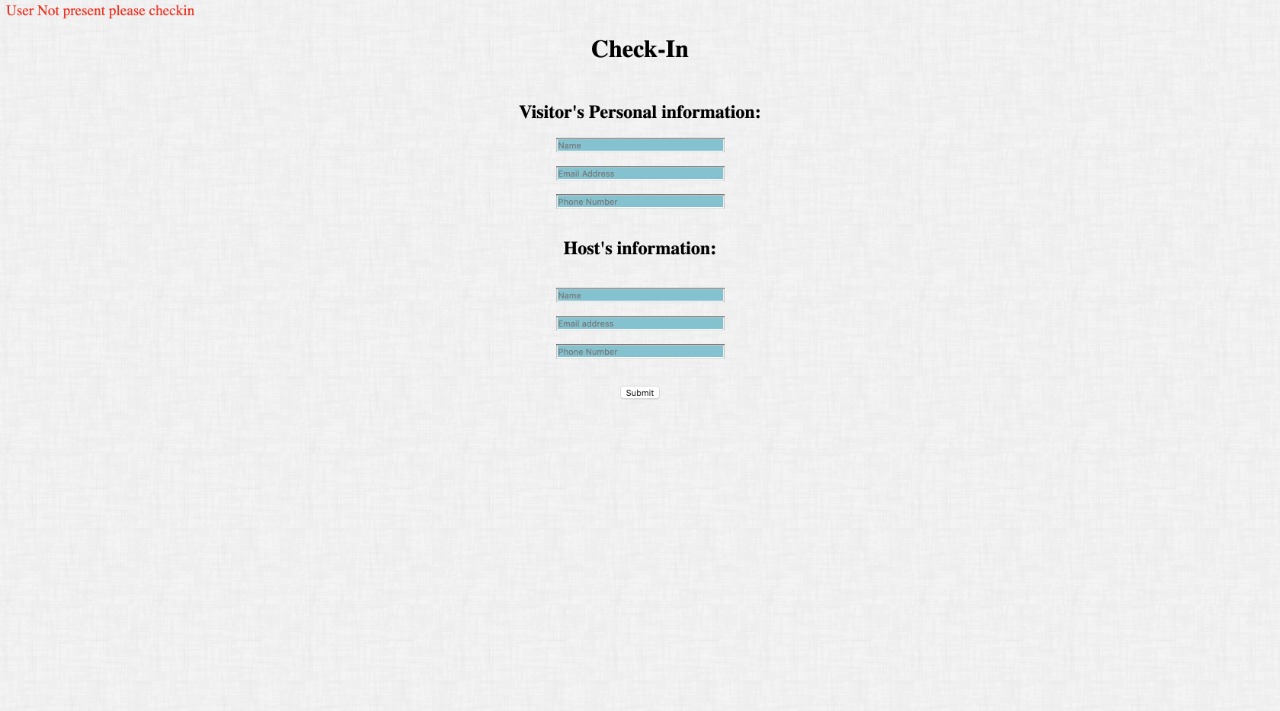 User Not present please checkin
Check-In
Visitor's Personal information:
Name
Email Address
Phone Number
Host's information:
Name
Email address
Phone Number
Submit